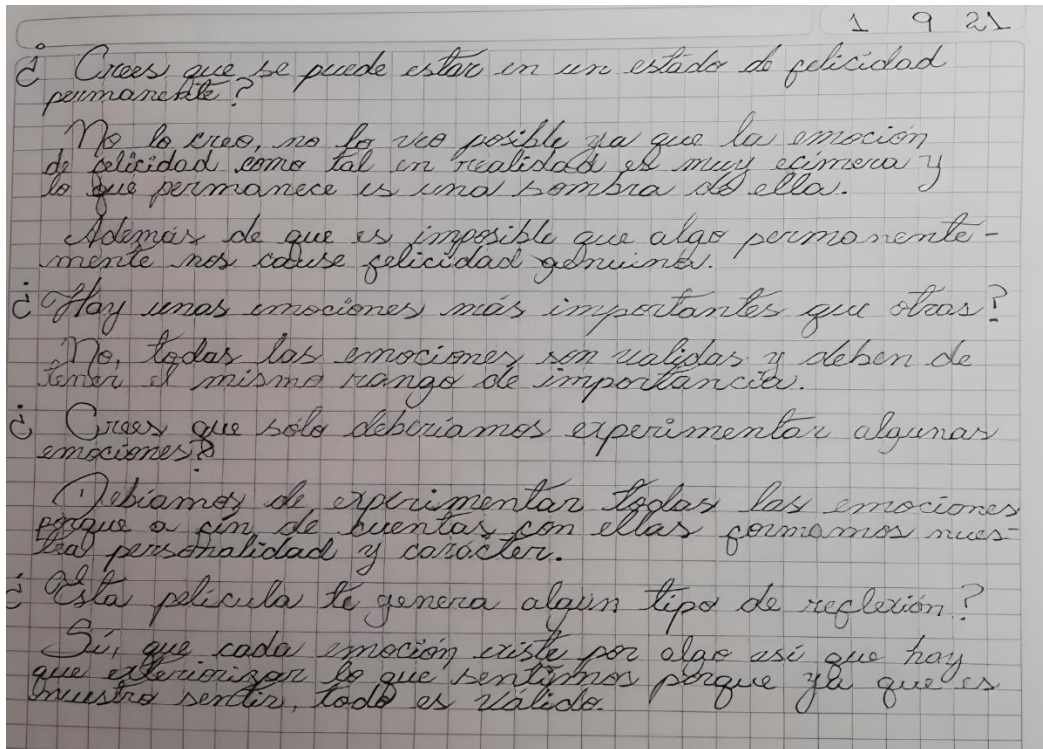 1 9 21
¿Crees que se puede estar en un estado de felicidad
permanente?
No lo creo, no lo veo posible ya que la emoción
de felicidad como tal en realidad es muy efimera y
lo que permanece es una sombra de ella.
Además de que es imposible que algo permanente-
mente nos cause felicidad genuina.
¿Hay unas emociones más importantes que otras?
No, todas las emociones son validas y deben de
tener el mismo rango de importancia.
¿Crees que sólo deberiamos experimentar algunas
emociones?
Debiamos de experimentar todas las emociones
porque a fin de cuentas con ellas formamos nues-
tra personalidad y carácter.
¿Esta pelicula te genera algún tipo de reflexión?
Sí, que cada emoción existe por algo asi que hay
que exteriorizar lo que sentimos porque ya que es
nuestro sentir, todo es válido.